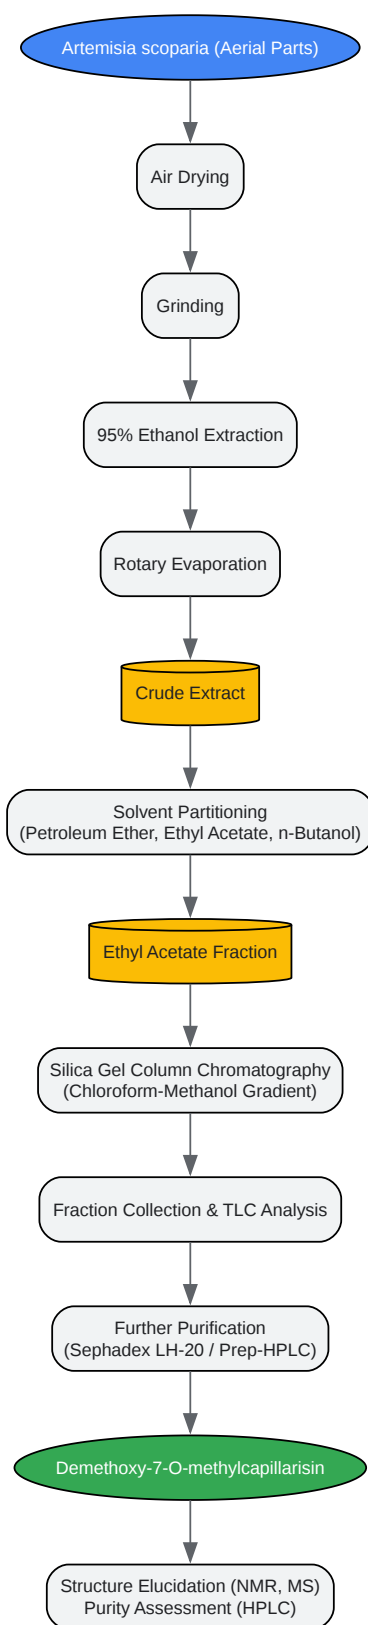 Artemisia scoparia (Aerial Parts)
Air Drying
Grinding
95% Ethanol Extraction
Rotary Evaporation
Crude Extract
Solvent Partitioning
(Petroleum Ether, Ethyl Acetate, n-Butanol)
Ethyl Acetate Fraction
Silica Gel Column Chromatography
(Chloroform-Methanol Gradient)
Fraction Collection & TLC Analysis
Further Purification
(Sephadex LH-20 / Prep-HPLC)
Demethoxy-7-O-methylcapillarisin
Structure Elucidation (NMR, MS)
Purity Assessment (HPLC)